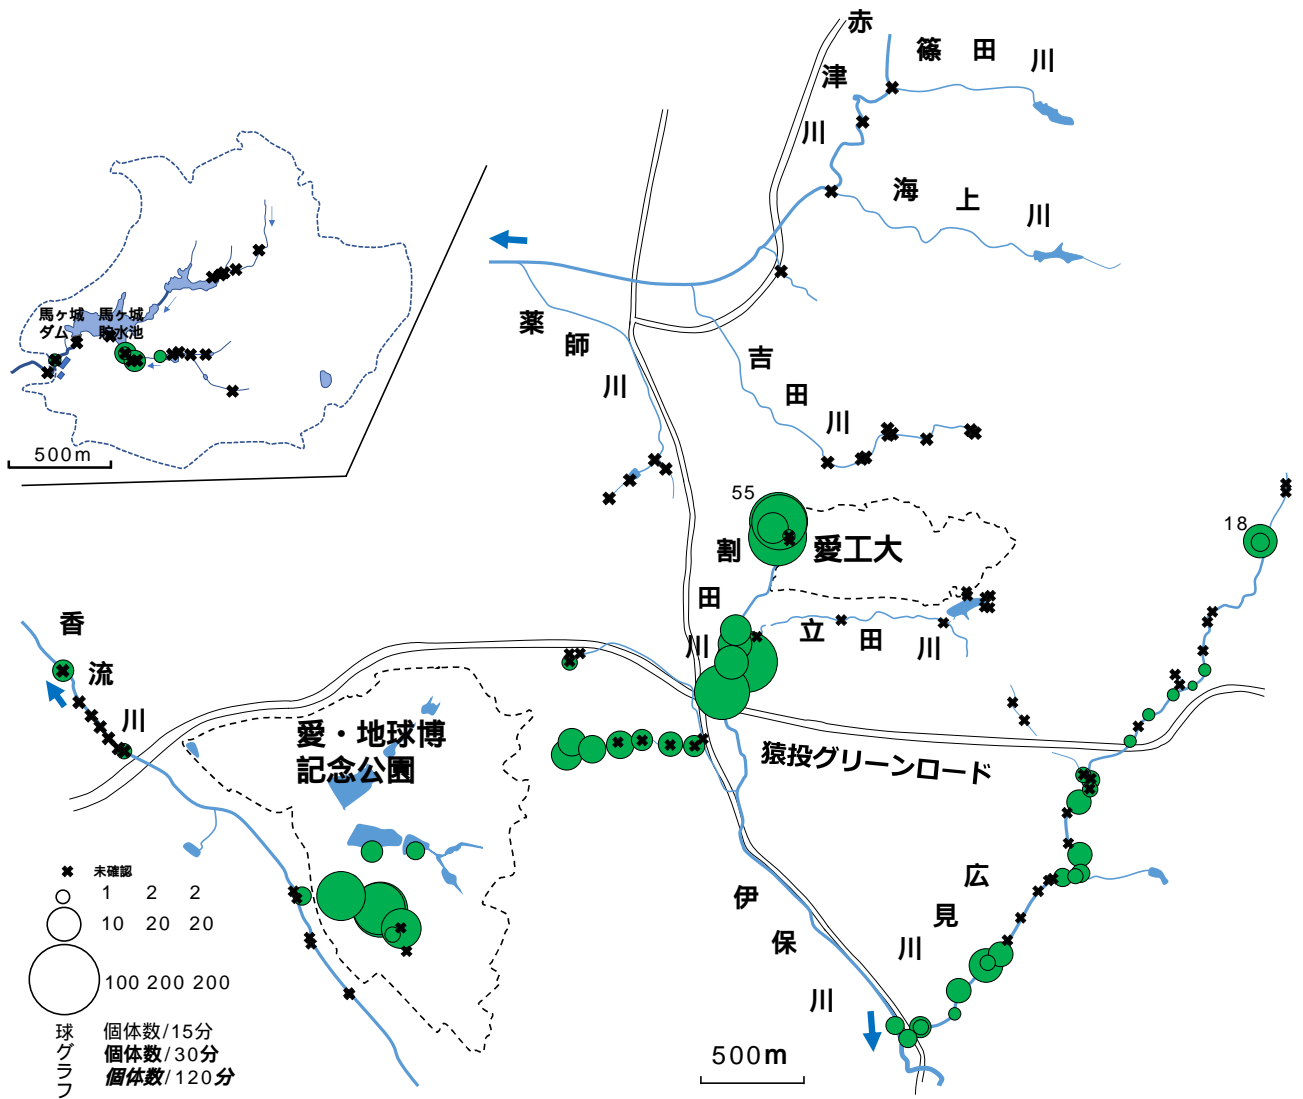 赤津川
篠田川
海上川
馬ヶ城ダム
馬ヶ城貯水池
500m
薬師川
吉田川
55
愛工大
割田川
立田川
18
香流川
愛・地球博
記念公園
猿投グリーンロード
広見川
伊保川
未確認
1 2 2
10 20 20
100 200 200
球グラフ
個体数/15分
個体数/30分
個体数/120分
500m